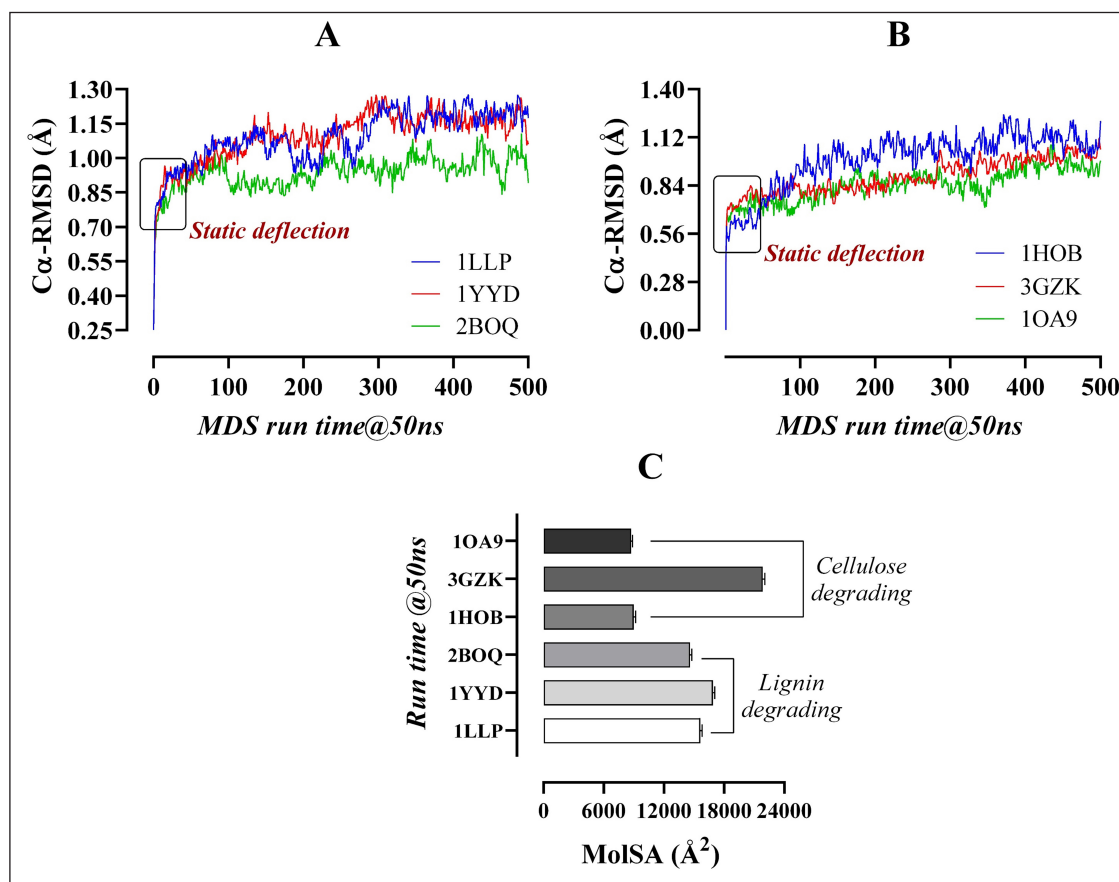 A
Cα-RMSD (Å)
1.30
1.15
1.00
0.85
0.70
0.55
0.40
0.25
Static deflection
1LLP
1YYD
2BOQ
0 100 200 300 400 500
MDS run time@50ns
B
Cα-RMSD (Å)
1.40
1.12
0.84
0.56
0.28
0.00
Static deflection
1HOB
3GZK
1OA9
100 200 300 400 500
MDS run time@50ns
C
Run time @50ns
1OA9
3GZK
1HOB
2BOQ
1YYD
1LLP
Cellulose
degrading
Lignin
degrading
0 6000 12000 18000 24000
MolSA (Å²)